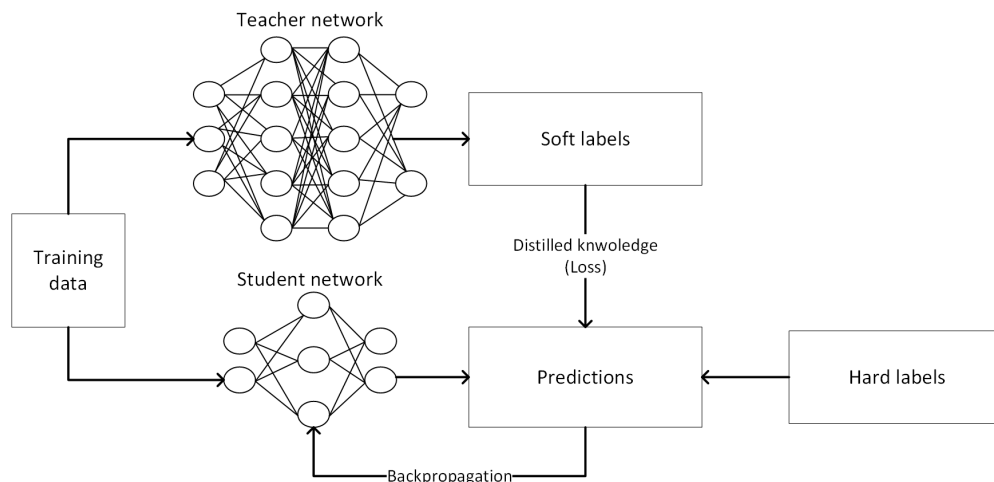 Teacher network
Soft labels
Training
data
Distilled knwoledge
(Loss)
Student network
Predictions
Hard labels
Backpropagation